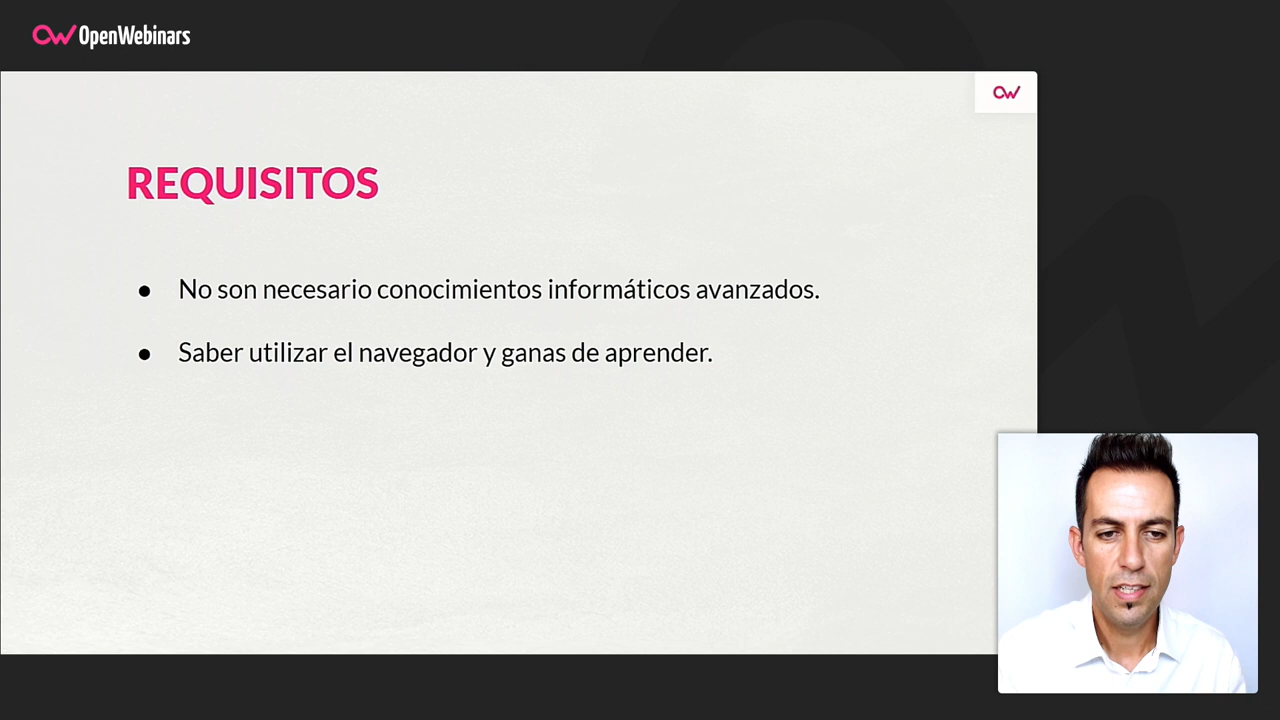 OpenWebinars
REQUISITOS
● No son necesario conocimientos informáticos avanzados.
● Saber utilizar el navegador y ganas de aprender.